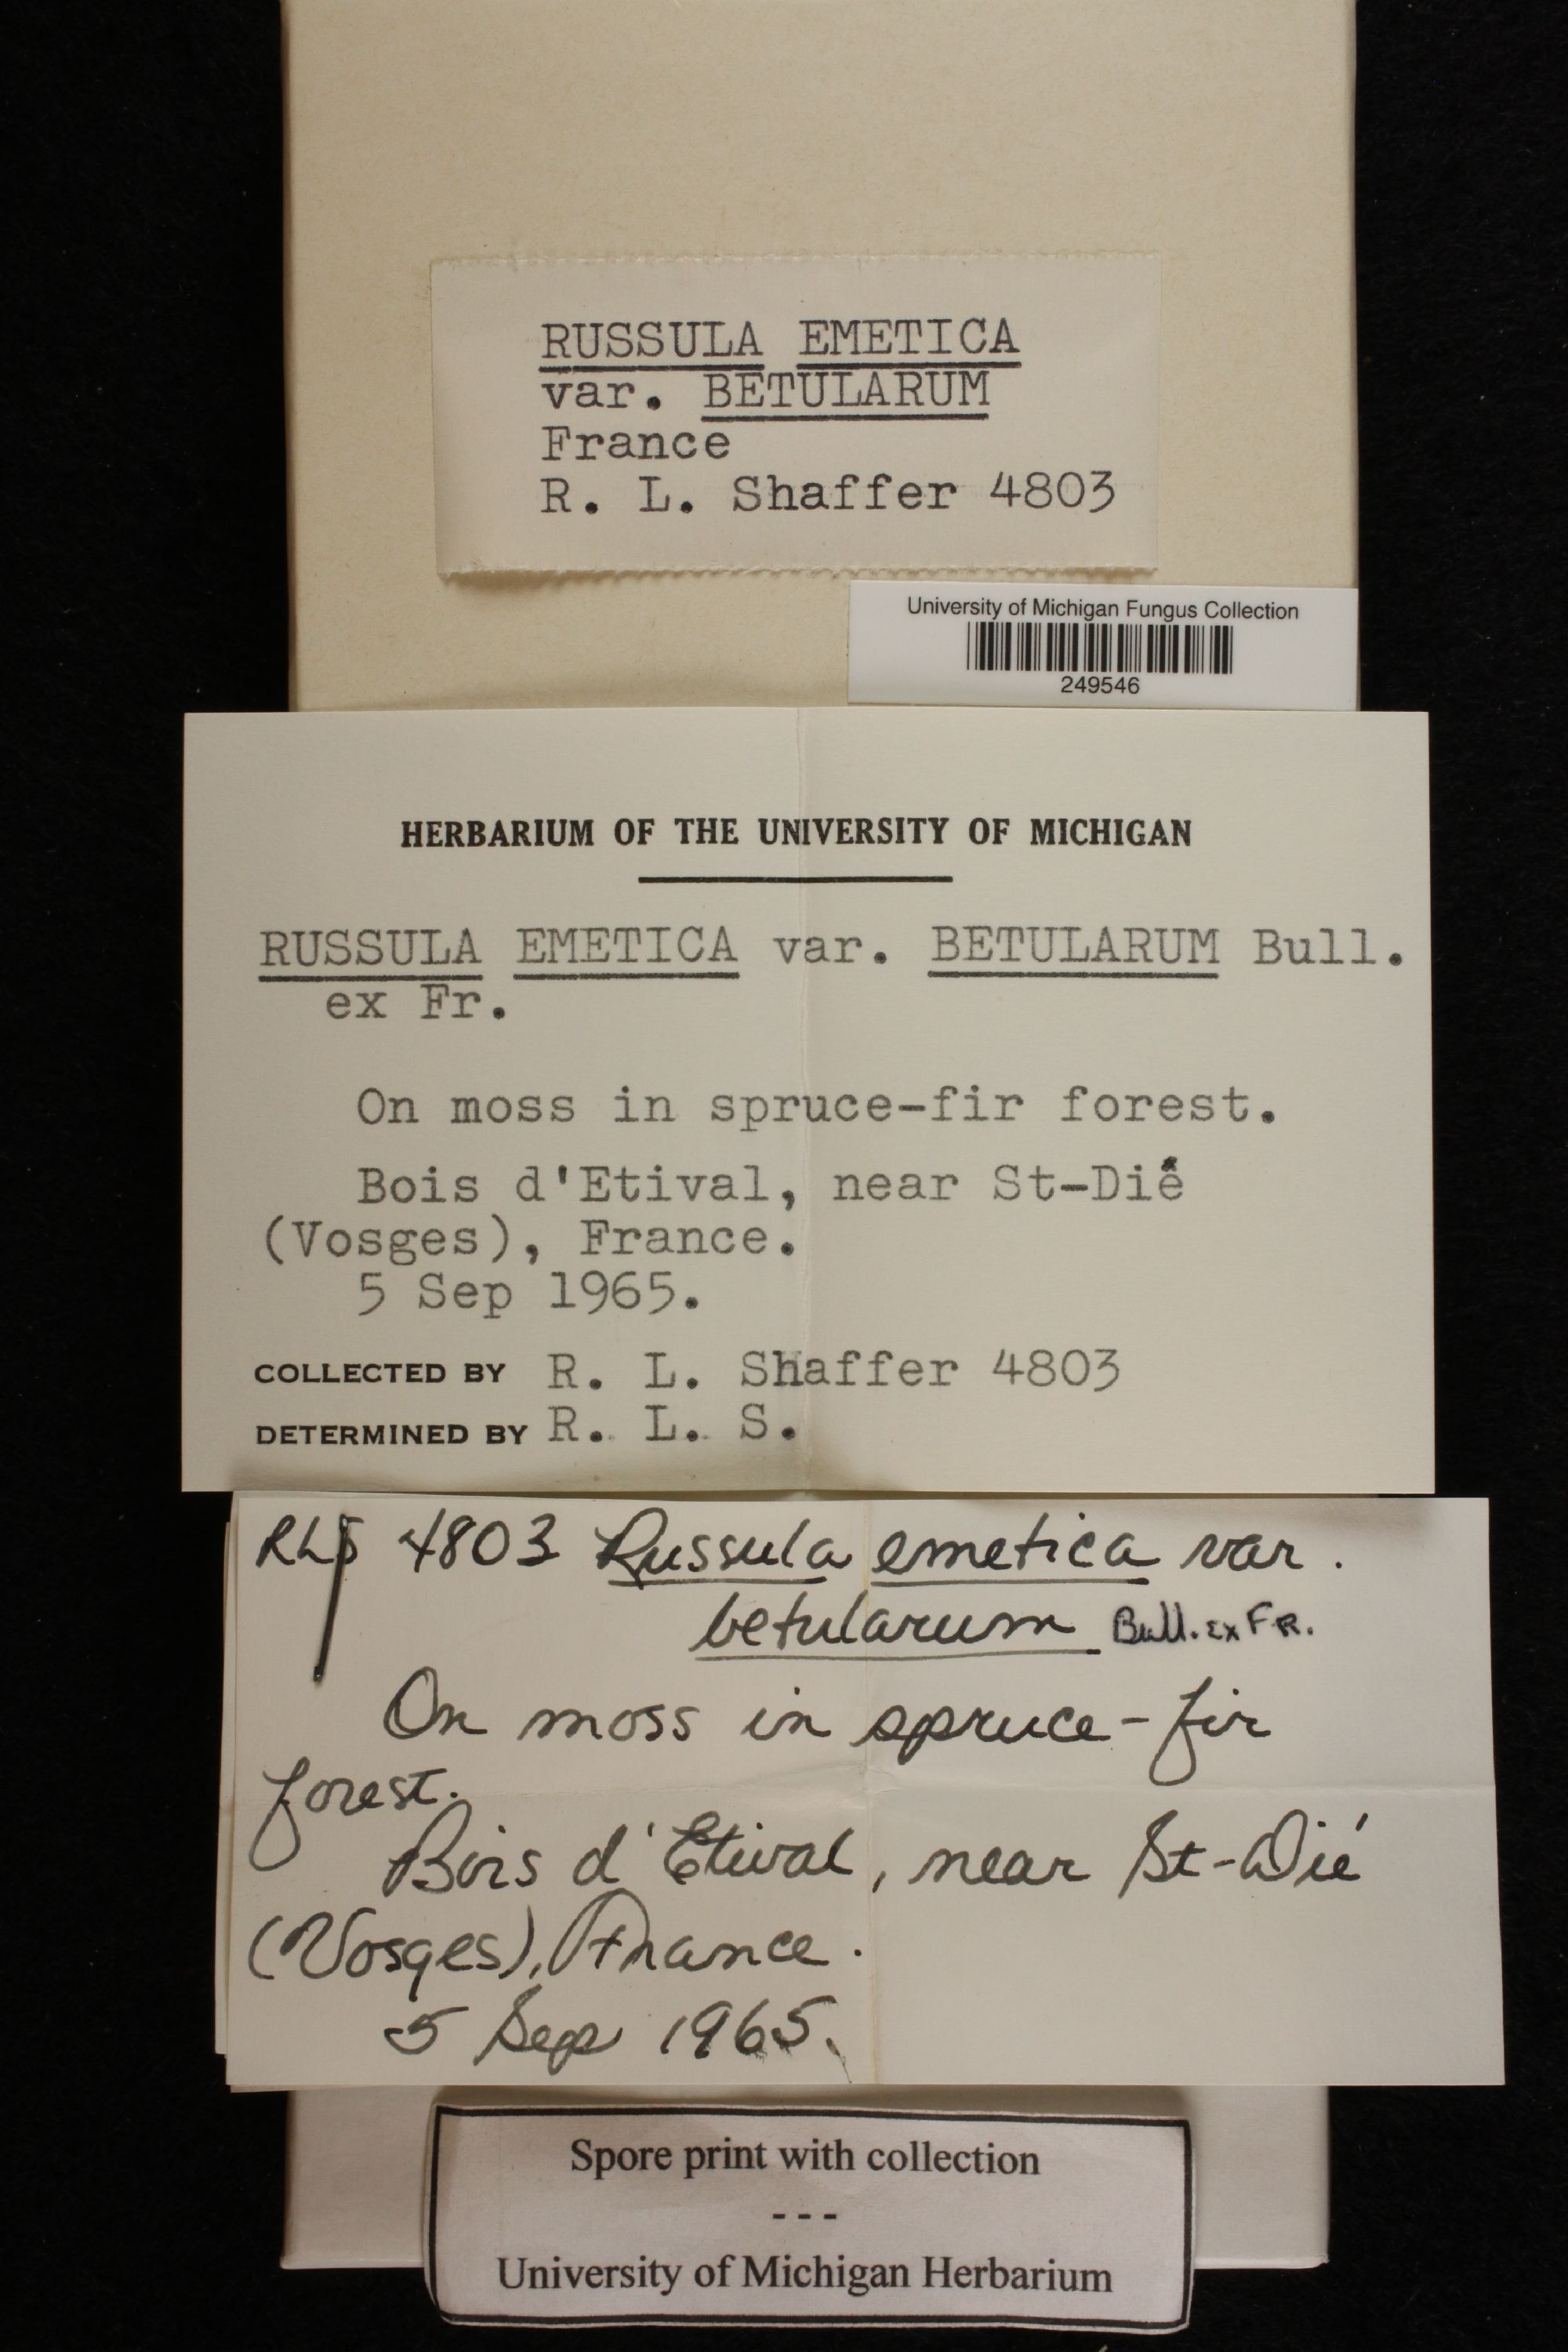 RUSSULA EMETICA
var. BETULARUM
France
R. L. Shaffer 4803
University of Michigan Fungus Collection
249546
HERBARIUM OF THE UNIVERSITY OF MICHIGAN
RUSSULA EMETICA var. BETULARUM Bull.
ex Fr.
On moss in spruce-fir forest.
Bois d'Etival, near St-Dié
(Vosges), France.
5 Sep 1965.
COLLECTED BY R. L. Shaffer 4803
DETERMINED BY R. L. S.
RLS 4803 Russula emetica var.
betularum Bull. ex Fr.
On moss in spruce-fir
forest.
Bois d'Etival, near St-Dié
(Vosges), France.
5 Sep 1965.
Spore print with collection
---
University of Michigan Herbarium